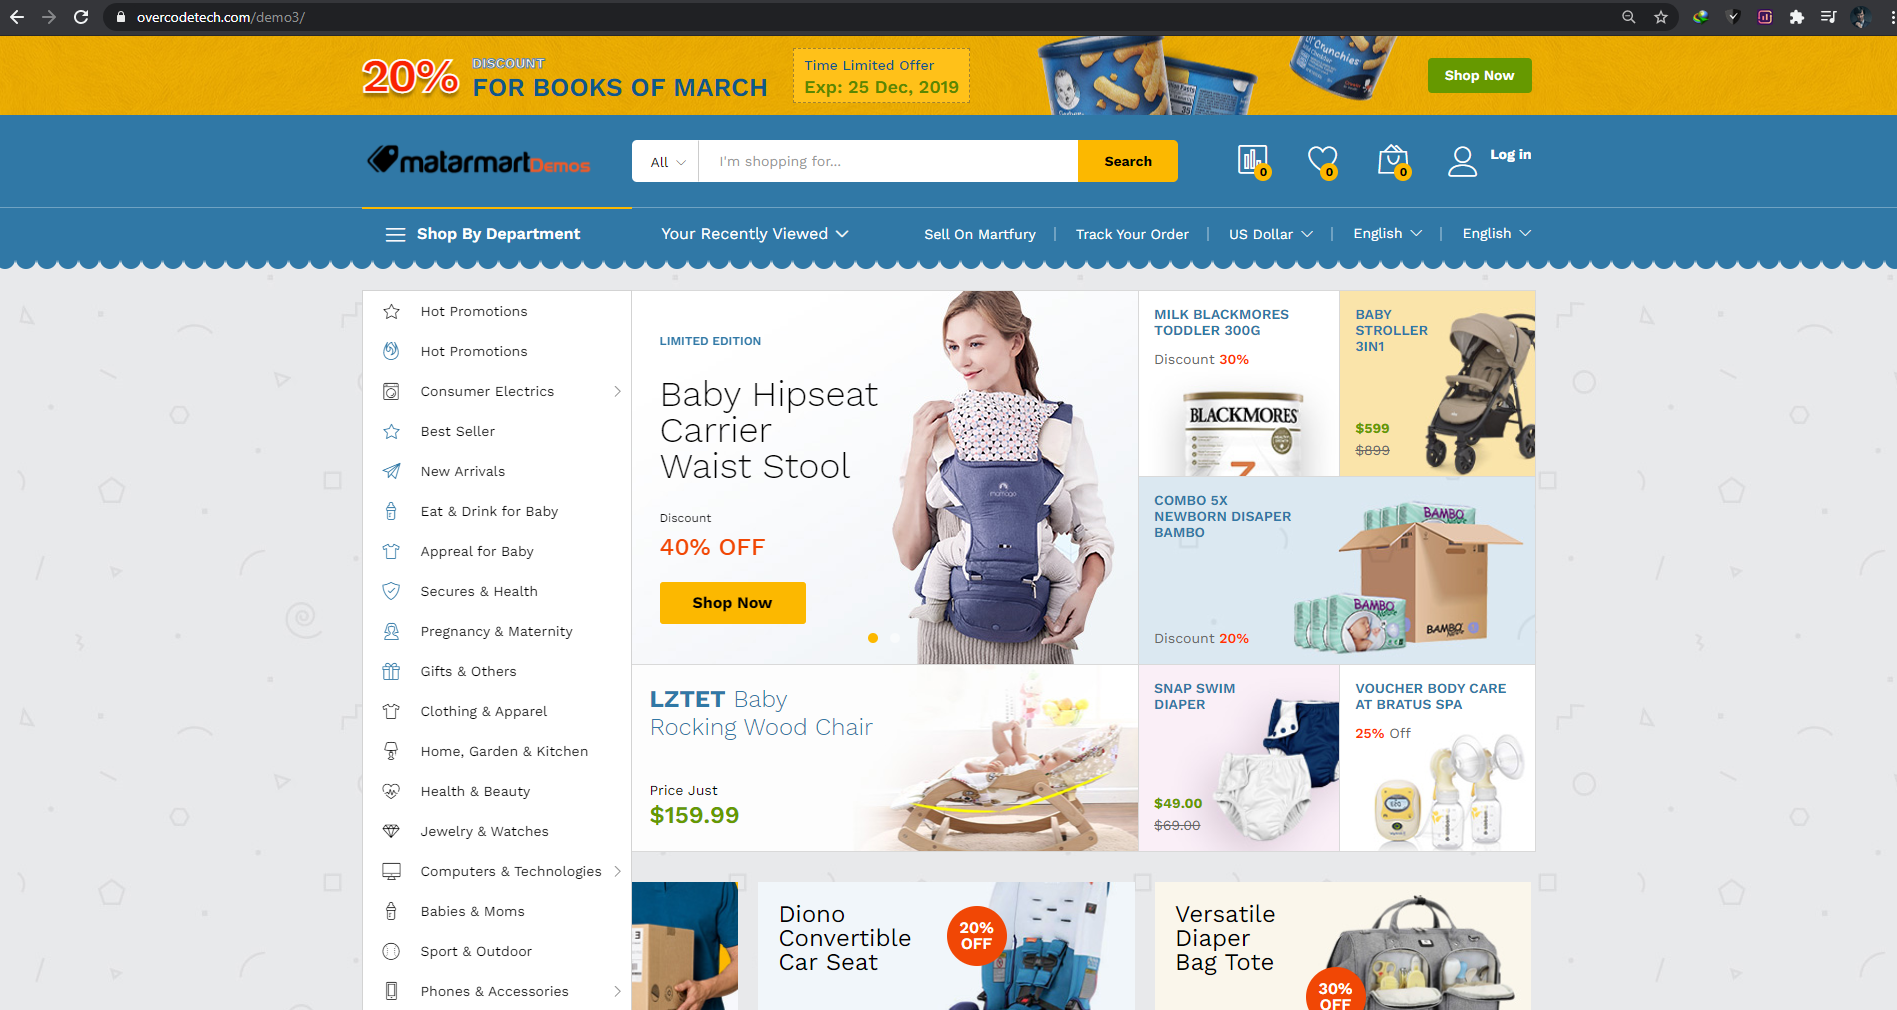 overcodetech.com/demo3/
20% DISCOUNT
FOR BOOKS OF MARCH
Time Limited Offer
Exp: 25 Dec, 2019
Shop Now
matarmart Demos
All
I'm shopping for...
Search
0
0
0
Log in
Shop By Department
Your Recently Viewed
Sell On Martfury
Track Your Order
US Dollar
English
English
Hot Promotions
Hot Promotions
Consumer Electrics
Best Seller
New Arrivals
Eat & Drink for Baby
Appreal for Baby
Secures & Health
Pregnancy & Maternity
Gifts & Others
Clothing & Apparel
Home, Garden & Kitchen
Health & Beauty
Jewelry & Watches
Computers & Technologies
Babies & Moms
Sport & Outdoor
Phones & Accessories
LIMITED EDITION
Baby Hipseat
Carrier
Waist Stool
Discount
40% OFF
Shop Now
MILK BLACKMORES
TODDLER 300G
Discount 30%
BLACKMORES
BABY
STROLLER
3IN1
$599
$899
COMBO 5X
NEWBORN DISAPER
BAMBO
Discount 20%
BAMBO
BAMBO
BAMBO
LZTET Baby
Rocking Wood Chair
Price Just
$159.99
SNAP SWIM
DIAPER
$49.00
$69.00
VOUCHER BODY CARE
AT BRATUS SPA
25% Off
Diono
Convertible
Car Seat
20%
OFF
Versatile
Diaper
Bag Tote
30%
OFF